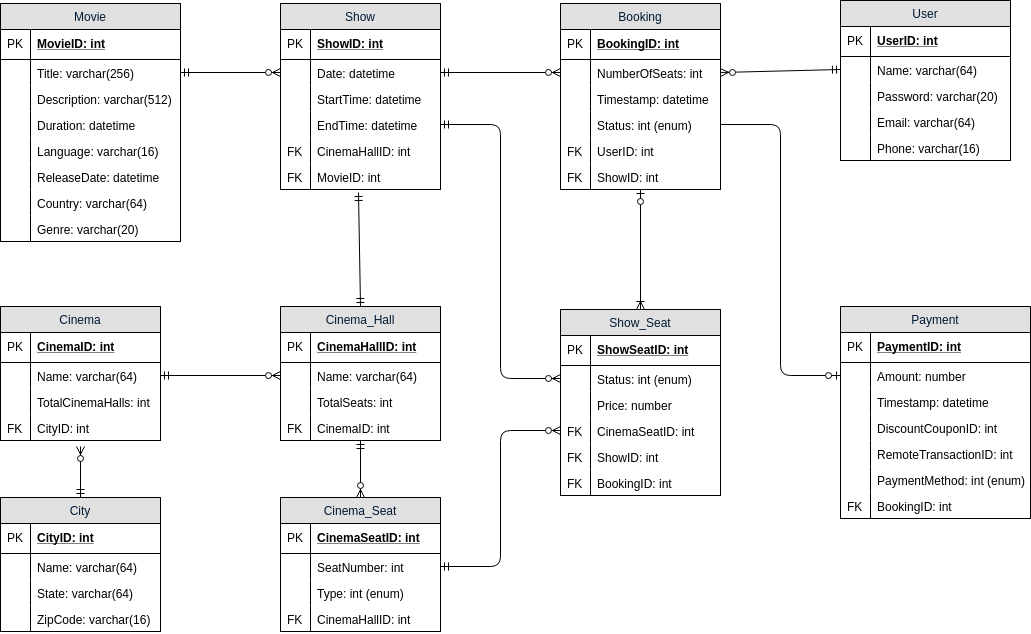 Movie
PK MovieID: int
Title: varchar(256)
Description: varchar(512)
Duration: datetime
Language: varchar(16)
ReleaseDate: datetime
Country: varchar(64)
Genre: varchar(20)
Show
PK ShowID: int
Date: datetime
StartTime: datetime
EndTime: datetime
FK CinemaHallID: int
FK MovieID: int
Booking
PK BookingID: int
NumberOfSeats: int
Timestamp: datetime
Status: int (enum)
FK UserID: int
FK ShowID: int
User
PK UserID: int
Name: varchar(64)
Password: varchar(20)
Email: varchar(64)
Phone: varchar(16)
Cinema
PK CinemaID: int
Name: varchar(64)
TotalCinemaHalls: int
FK CityID: int
Cinema_Hall
PK CinemaHallID: int
Name: varchar(64)
TotalSeats: int
FK CinemaID: int
Show_Seat
PK ShowSeatID: int
Status: int (enum)
Price: number
FK CinemaSeatID: int
FK ShowID: int
FK BookingID: int
Payment
PK PaymentID: int
Amount: number
Timestamp: datetime
DiscountCouponID: int
RemoteTransactionID: int
PaymentMethod: int (enum)
FK BookingID: int
City
PK CityID: int
Name: varchar(64)
State: varchar(64)
ZipCode: varchar(16)
Cinema_Seat
PK CinemaSeatID: int
SeatNumber: int
Type: int (enum)
FK CinemaHallID: int